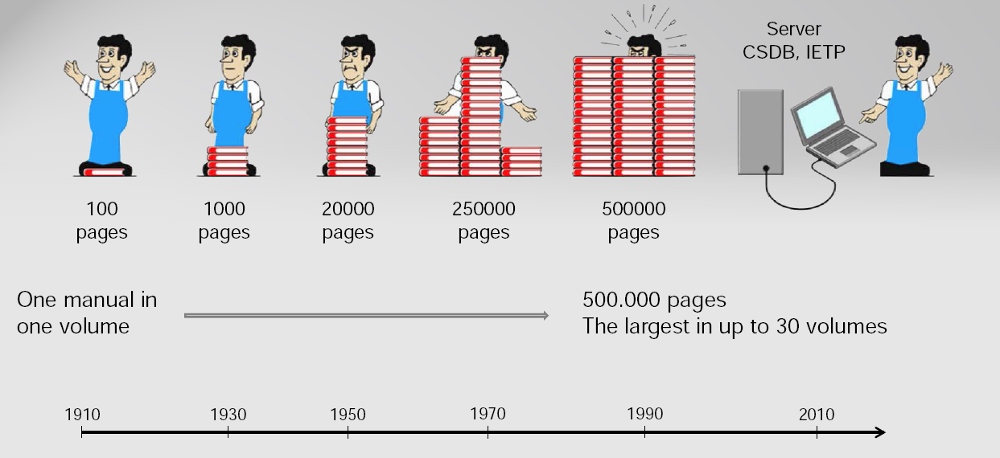 Server
CSDB, IETP
100
pages
1000
pages
20000
pages
250000
pages
500000
pages
One manual in
one volume
500.000 pages
The largest in up to 30 volumes
1910
1930
1950
1970
1990
2010